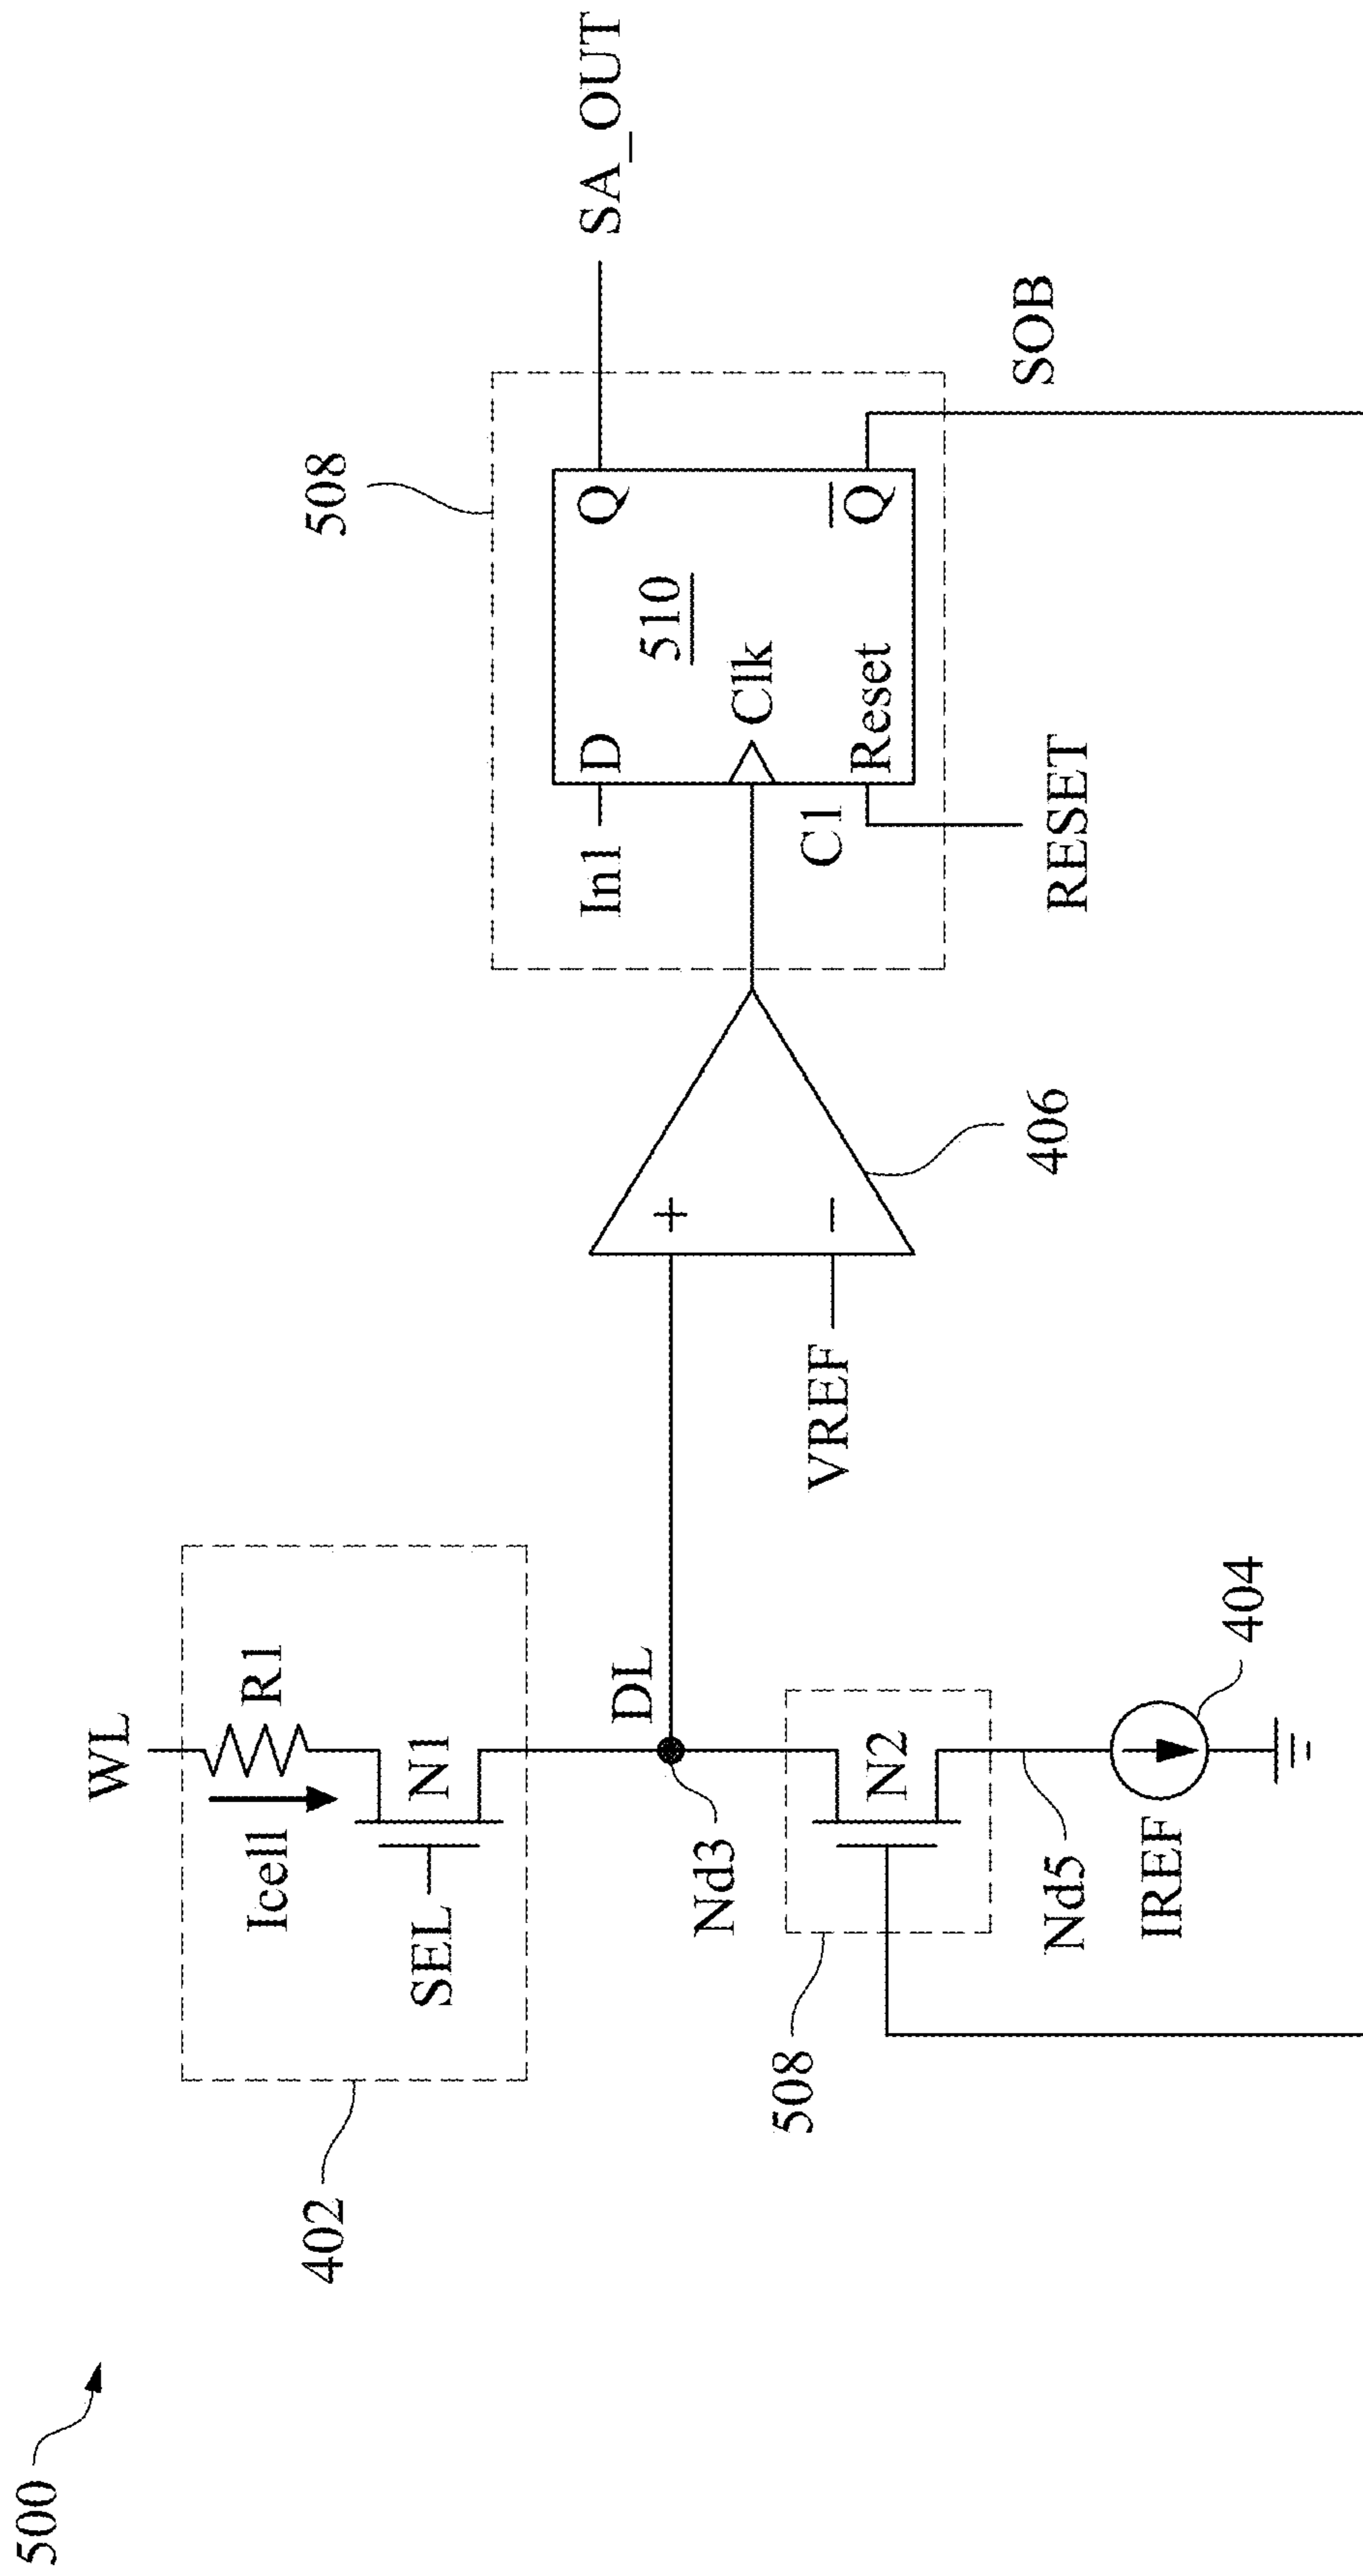 500
402
WL
R1
Icell
N1
SEL
DL
Nd3
508
N2
Nd5
IREF
404
VREF
+
−
406
508
In1
D
Q
510
Clk
C1
Reset
Q
RESET
SA_OUT
SOB